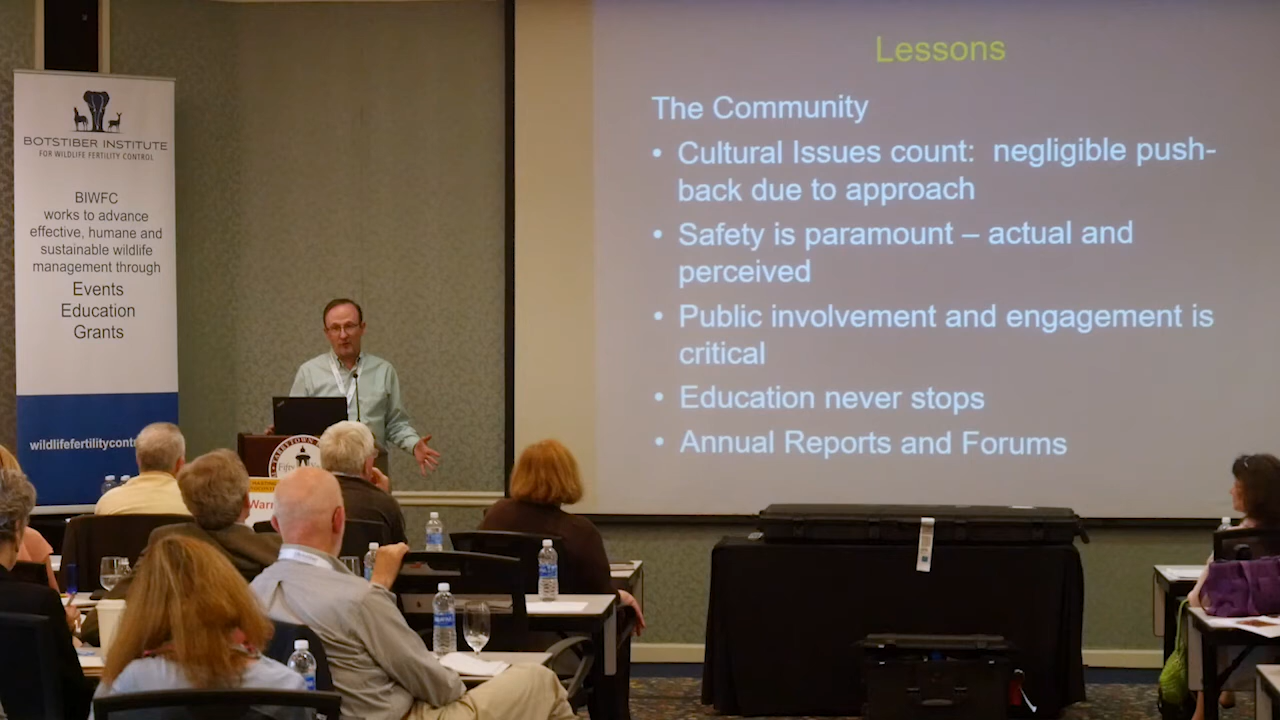 BOTSTIBER INSTITUTE
FOR WILDLIFE FERTILITY CONTROL
BIWFC
works to advance
effective, humane and
sustainable wildlife
management through
Events
Education
Grants
Lessons
The Community
• Cultural Issues count: negligible push-
back due to approach
• Safety is paramount – actual and
perceived
• Public involvement and engagement is
critical
• Education never stops
• Annual Reports and Forums
TARRYTOWN